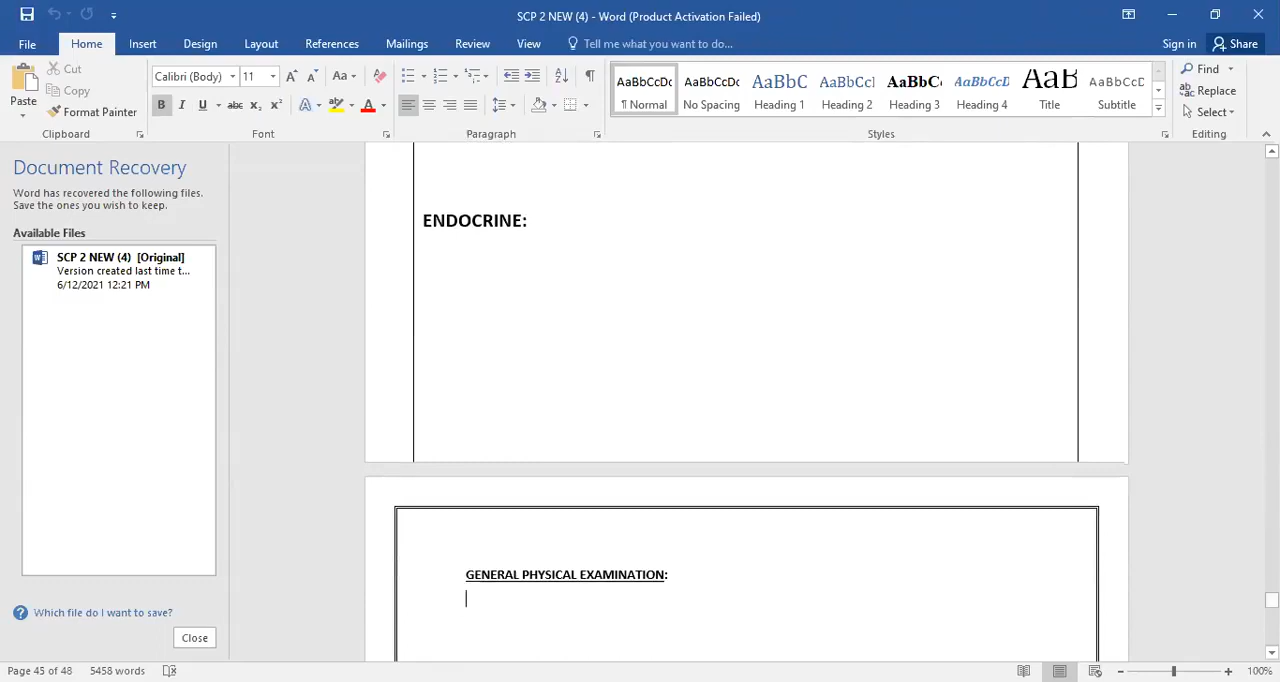 SCP 2 NEW (4) - Word (Product Activation Failed)
File Home Insert Design Layout References Mailings Review View Tell me what you want to do... Sign in Share
Paste
Cut
Copy
Format Painter
Clipboard
Calibri (Body) 11
Font
Paragraph
AaBbCcDc AaBbCcDc AaBbC AaBbCcI AaBbC AaBbCcD AaB AaBbCcD
¶ Normal No Spacing Heading 1 Heading 2 Heading 3 Heading 4 Title Subtitle
Styles
Find
Replace
Select
Editing
Document Recovery
Word has recovered the following files.
Save the ones you wish to keep.
Available Files
SCP 2 NEW (4) [Original]
Version created last time t...
6/12/2021 12:21 PM
Which file do I want to save?
Close
ENDOCRINE:
GENERAL PHYSICAL EXAMINATION:
Page 45 of 48 5458 words 100%